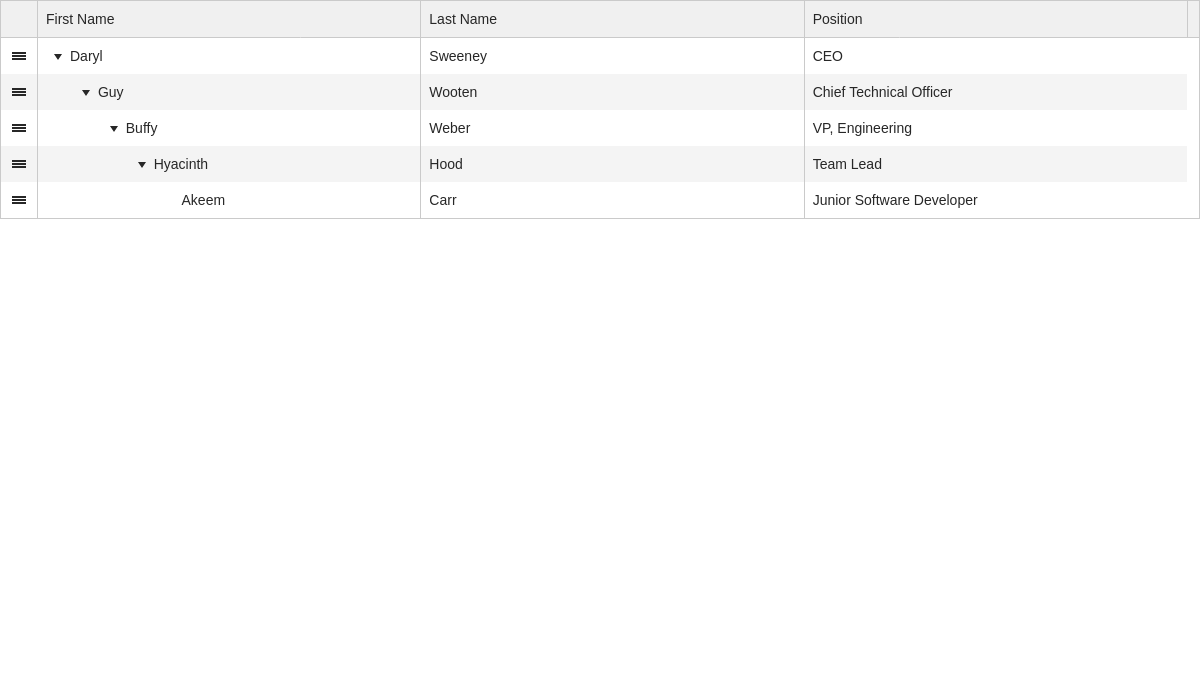 First Name Last Name Position
Daryl Sweeney CEO
Guy Wooten Chief Technical Officer
Buffy Weber VP, Engineering
Hyacinth Hood Team Lead
Akeem Carr Junior Software Developer